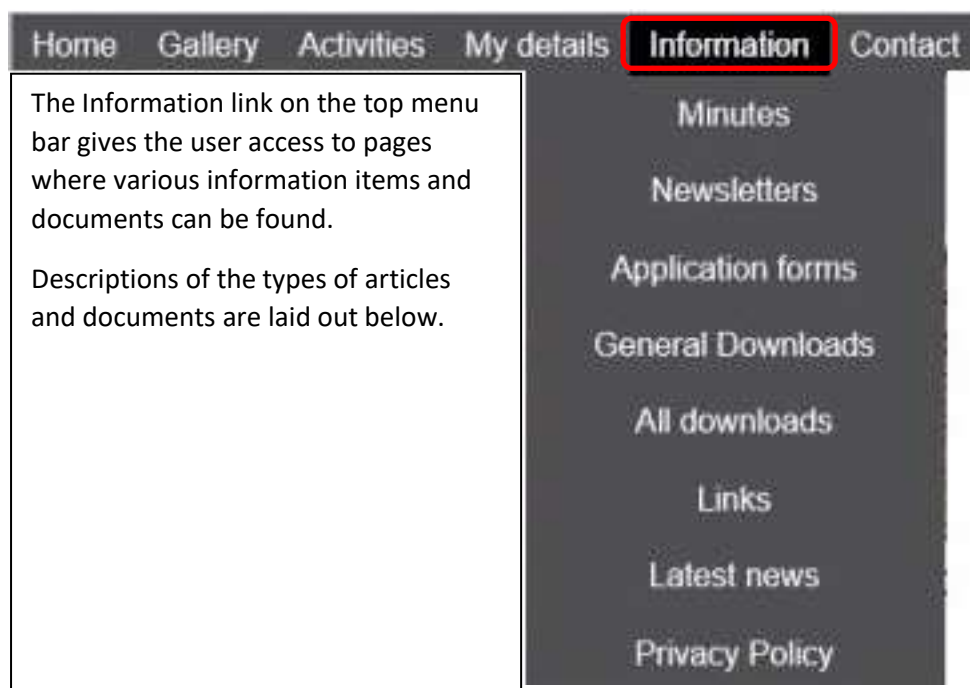 Home Gallery Activities My details Information Contact
The Information link on the top menu
bar gives the user access to pages
where various information items and
documents can be found.
Descriptions of the types of articles
and documents are laid out below.
Minutes
Newsletters
Application forms
General Downloads
All downloads
Links
Latest news
Privacy Policy